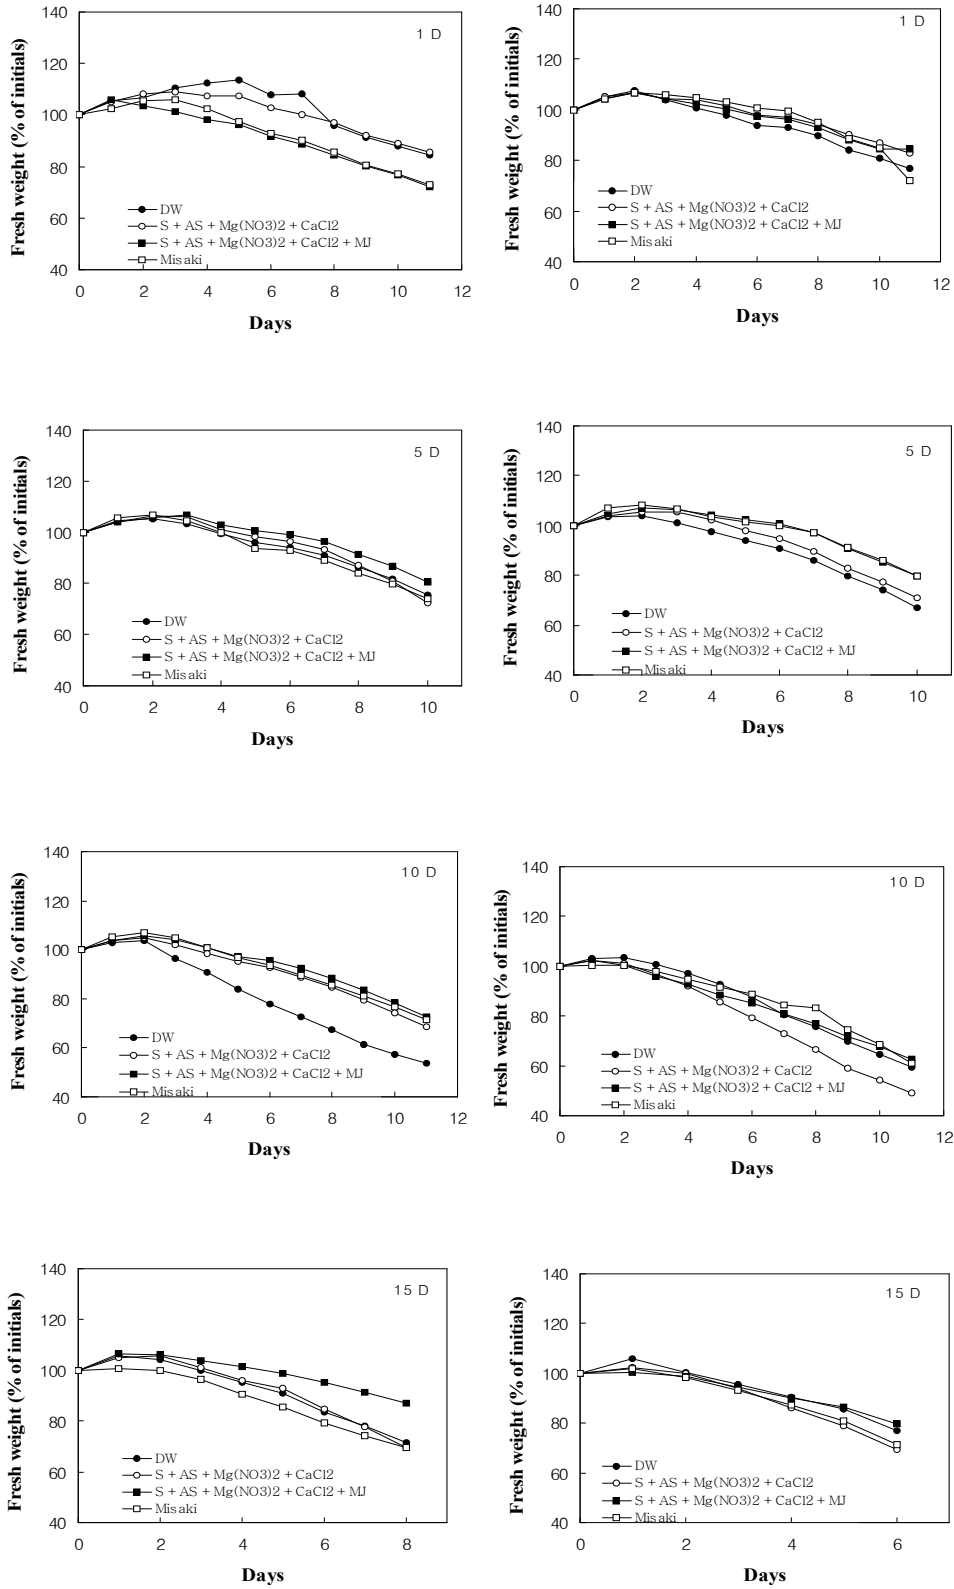 Fresh weight (% of initials)
140
120
100
80
60
40
1 D
DW
S + AS + Mg(NO3)2 + CaCl2
S + AS + Mg(NO3)2 + CaCl2 + MJ
Misaki
0 2 4 6 8 10 12
Days
Fresh weight (% of initials)
140
120
100
80
60
40
1 D
DW
S + AS + Mg(NO3)2 + CaCl2
S + AS + Mg(NO3)2 + CaCl2 + MJ
Misaki
0 2 4 6 8 10 12
Days
Fresh weight (% of initials)
140
120
100
80
60
40
5 D
DW
S + AS + Mg(NO3)2 + CaCl2
S + AS + Mg(NO3)2 + CaCl2 + MJ
Misaki
0 2 4 6 8 10
Days
Fresh weight (% of initials)
140
120
100
80
60
40
5 D
DW
S + AS + Mg(NO3)2 + CaCl2
S + AS + Mg(NO3)2 + CaCl2 + MJ
Misaki
0 2 4 6 8 10
Days
Fresh weight (% of initials)
140
120
100
80
60
40
10 D
DW
S + AS + Mg(NO3)2 + CaCl2
S + AS + Mg(NO3)2 + CaCl2 + MJ
Misaki
0 2 4 6 8 10 12
Days
Fresh weight (% of initials)
140
120
100
80
60
40
10 D
DW
S + AS + Mg(NO3)2 + CaCl2
S + AS + Mg(NO3)2 + CaCl2 + MJ
Misaki
0 2 4 6 8 10 12
Days
Fresh weight (% of initials)
140
120
100
80
60
40
15 D
DW
S + AS + Mg(NO3)2 + CaCl2
S + AS + Mg(NO3)2 + CaCl2 + MJ
Misaki
0 2 4 6 8
Days
Fresh weight (% of initials)
140
120
100
80
60
40
15 D
DW
S + AS + Mg(NO3)2 + CaCl2
S + AS + Mg(NO3)2 + CaCl2 + MJ
Misaki
0 2 4 6
Days